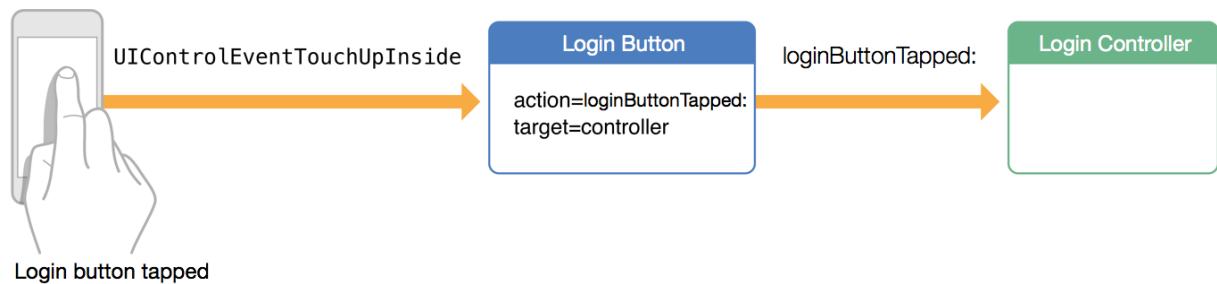 UIControlEventTouchUpInside
Login Button
loginButtonTapped:
Login Controller
action=loginButtonTapped:
target=controller
Login button tapped